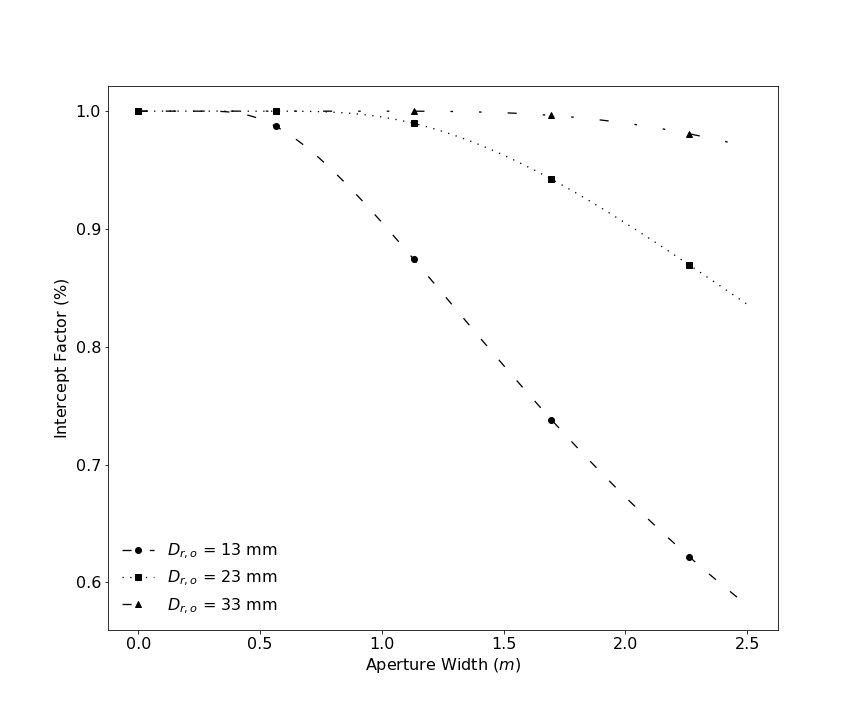 1.0
0.9
0.8
0.7
0.6
Intercept Factor (%)
D_{r,o} = 13 mm
D_{r,o} = 23 mm
D_{r,o} = 33 mm
0.0 0.5 1.0 1.5 2.0 2.5
Aperture Width (m)